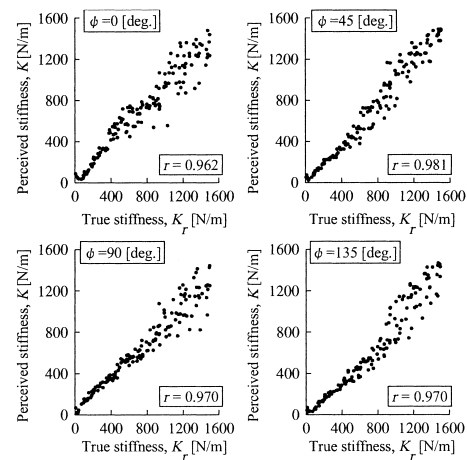 ϕ =0 [deg.]
1600
1200
800
400
0
Perceived stiffness, K [N/m]
r = 0.962
0 400 800 1200 1600
True stiffness, Kr [N/m]
ϕ =45 [deg.]
1600
1200
800
400
0
Perceived stiffness, K [N/m]
r = 0.981
0 400 800 1200 1600
True stiffness, Kr [N/m]
ϕ =90 [deg.]
1600
1200
800
400
0
Perceived stiffness, K [N/m]
r = 0.970
0 400 800 1200 1600
True stiffness, Kr [N/m]
ϕ =135 [deg.]
1600
1200
800
400
0
Perceived stiffness, K [N/m]
r = 0.970
0 400 800 1200 1600
True stiffness, Kr [N/m]